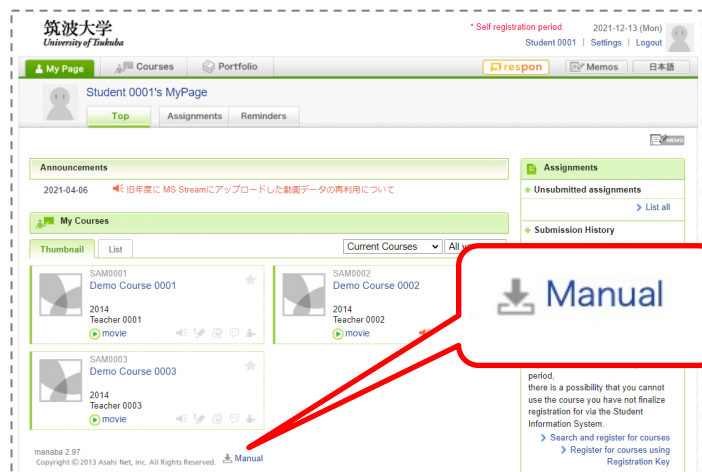 筑波大学
University of Tsukuba
* Self registration period 2021-12-13 (Mon)
Student 0001 | Settings | Logout
My Page Courses Portfolio respon Memos 日本語
Student 0001's MyPage
Top Assignments Reminders
MEMO
Announcements
2021-04-06 旧年度に MS Streamにアップロードした動画データの再利用について
My Courses
Thumbnail List Current Courses
SAM0001
Demo Course 0001
2014
Teacher 0001
movie
SAM0002
Demo Course 0002
2014
Teacher 0002
movie
SAM0003
Demo Course 0003
2014
Teacher 0003
movie
Assignments
Unsubmitted assignments
List all
Submission History
Manual
period,
there is a possibility that you cannot
use the course you have not finalize
registration for via the Student
Information System.
Search and register for courses
Register for courses using
Registration Key
manaba 2.97
Copyright © 2013 Asahi Net, Inc. All Rights Reserved. Manual